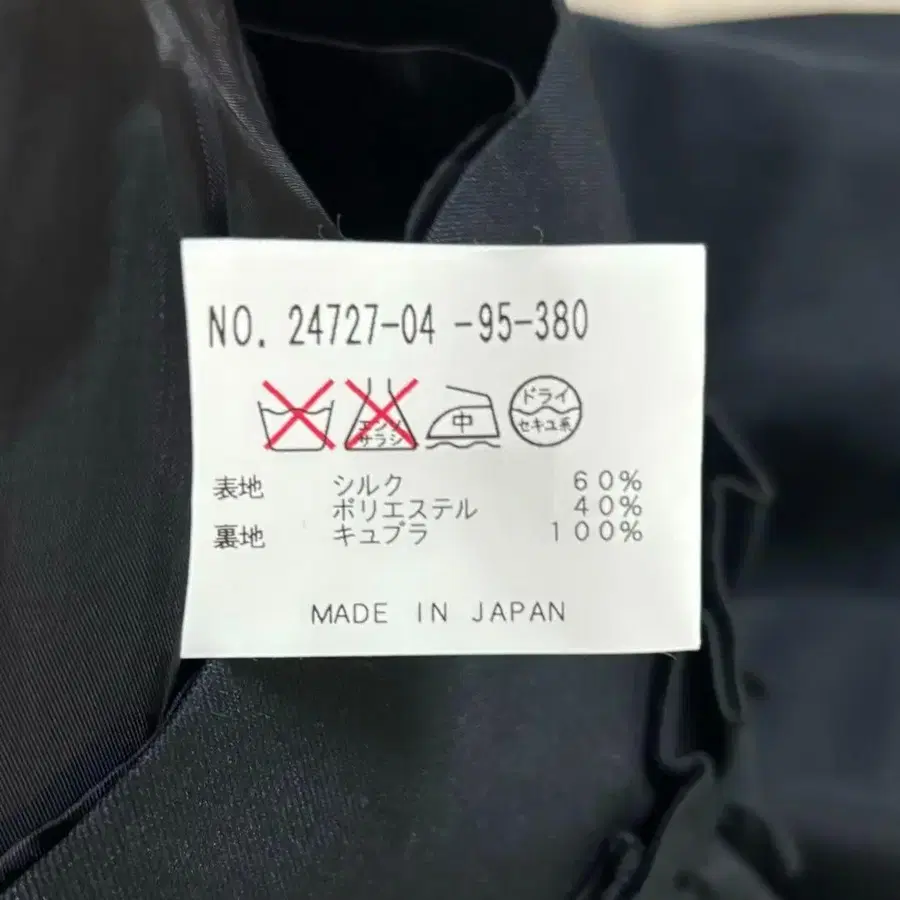 NO. 24727-04 -95-380
エンソ
サラシ
中
ドライ
セキユ系
表地 シルク 60%
ポリエステル 40%
裏地 キュプラ 100%
MADE IN JAPAN